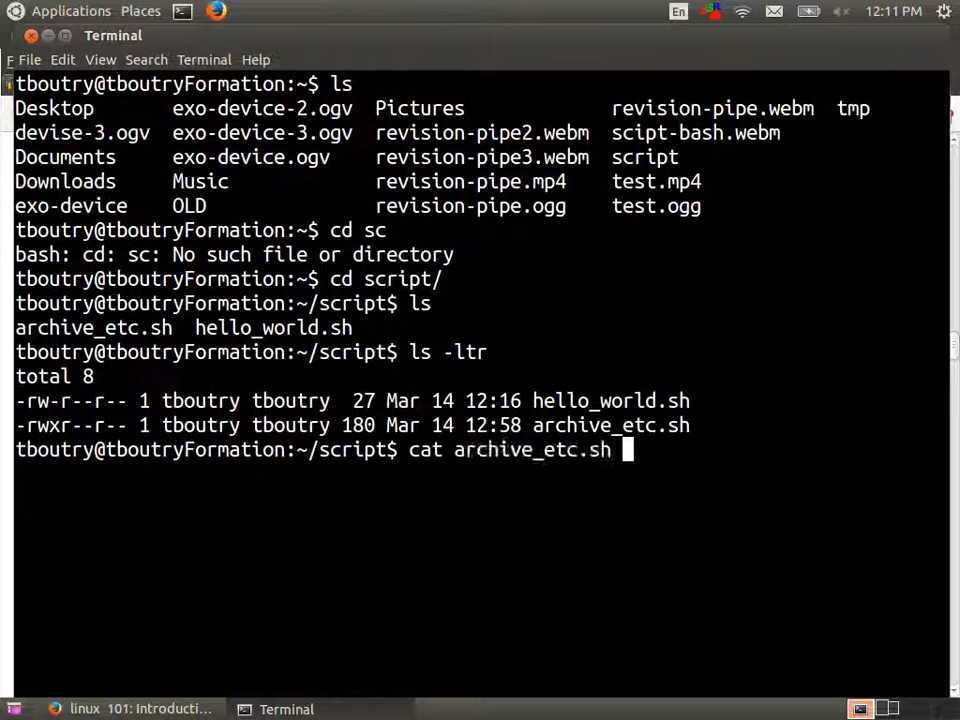 Applications Places En 12:11 PM
Terminal
File Edit View Search Terminal Help
tboutry@tboutryFormation:~$ ls
Desktop exo-device-2.ogv Pictures revision-pipe.webm tmp
devise-3.ogv exo-device-3.ogv revision-pipe2.webm scipt-bash.webm
Documents exo-device.ogv revision-pipe3.webm script
Downloads Music revision-pipe.mp4 test.mp4
exo-device OLD revision-pipe.ogg test.ogg
tboutry@tboutryFormation:~$ cd sc
bash: cd: sc: No such file or directory
tboutry@tboutryFormation:~$ cd script/
tboutry@tboutryFormation:~/script$ ls
archive_etc.sh hello_world.sh
tboutry@tboutryFormation:~/script$ ls -ltr
total 8
-rw-r--r-- 1 tboutry tboutry 27 Mar 14 12:16 hello_world.sh
-rwxr--r-- 1 tboutry tboutry 180 Mar 14 12:58 archive_etc.sh
tboutry@tboutryFormation:~/script$ cat archive_etc.sh
linux 101: Introducti... Terminal